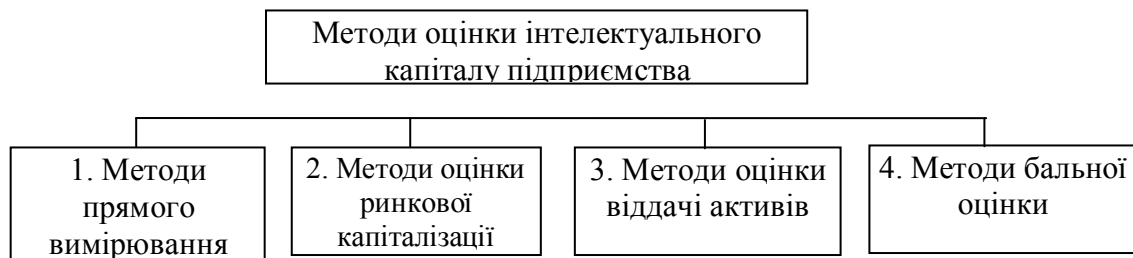 Методи оцінки інтелектуального
капіталу підприємства
1. Методи
прямого
вимірювання
2. Методи оцінки
ринкової
капіталізації
3. Методи оцінки
віддачі активів
4. Методи бальної
оцінки